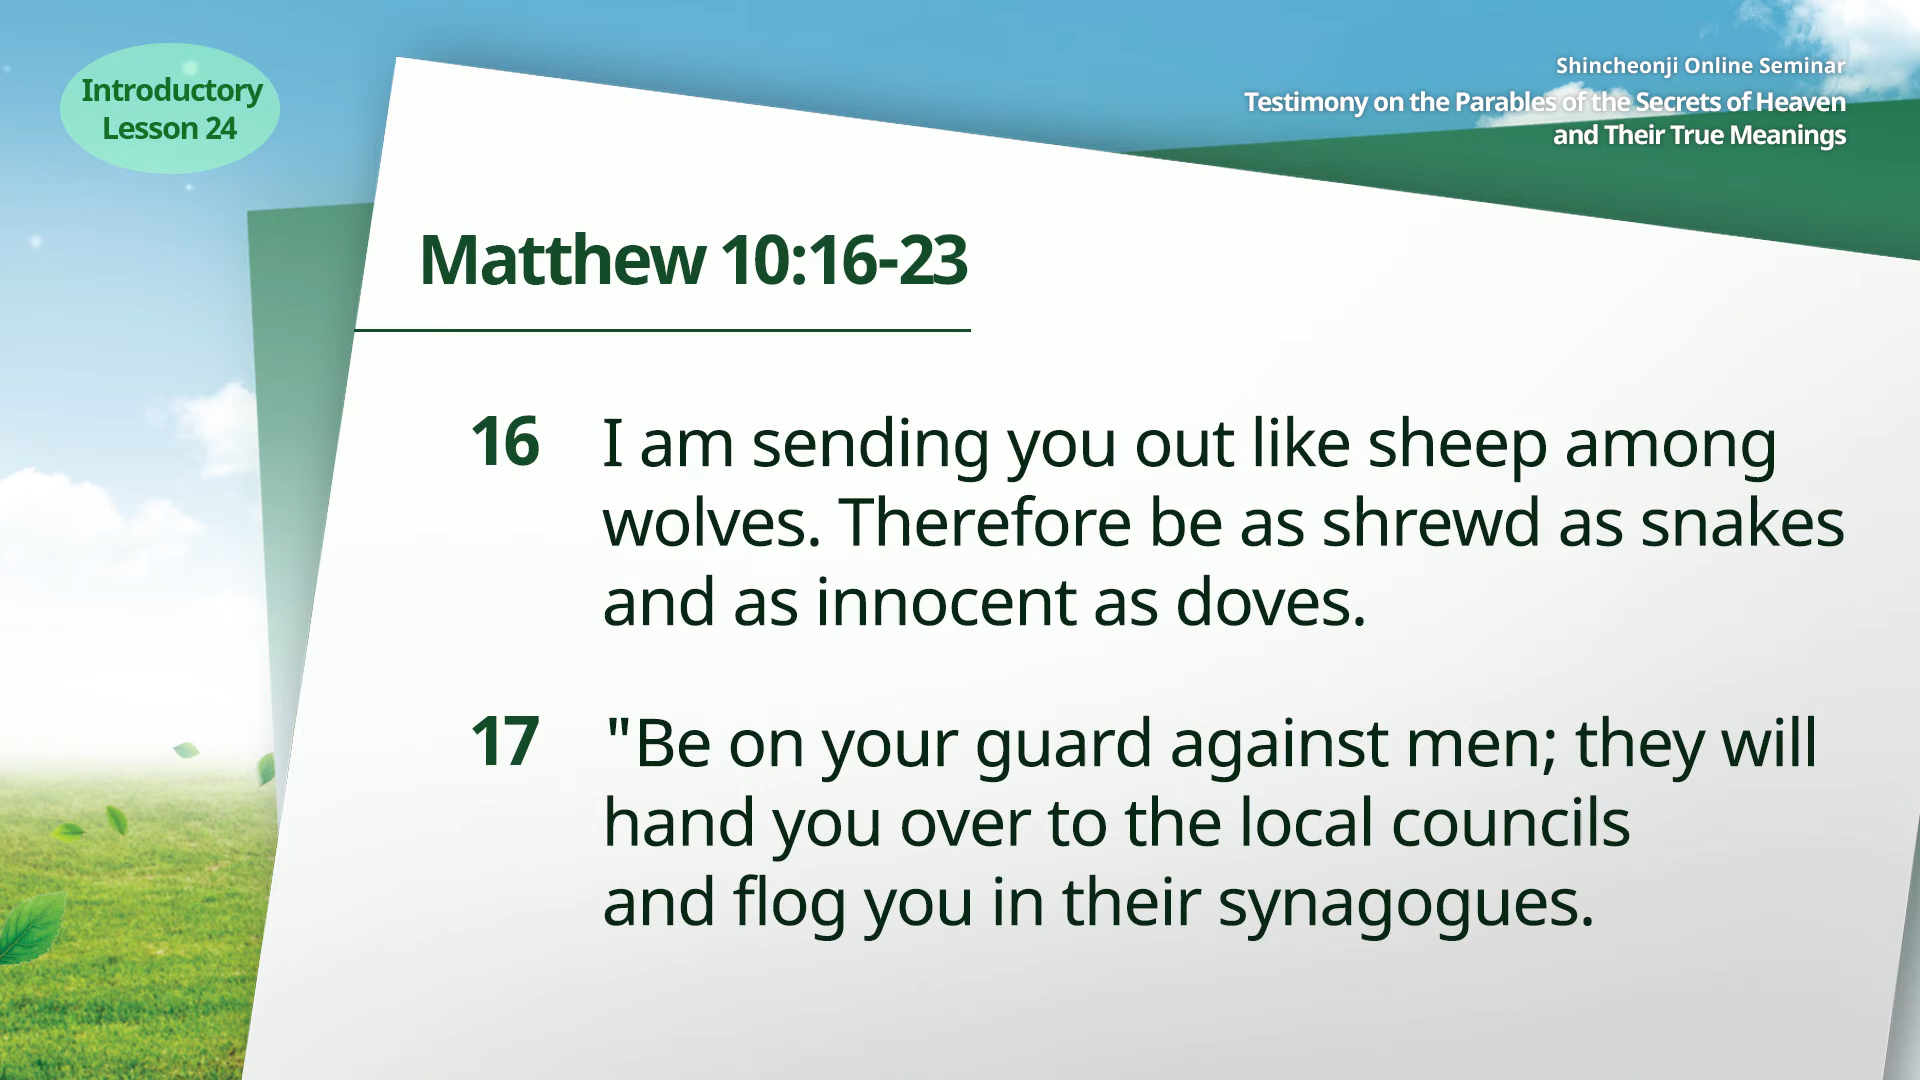 Introductory
Lesson 24
Shincheonji Online Seminar
Testimony on the Parables of the Secrets of Heaven
and Their True Meanings
Matthew 10:16-23
16 I am sending you out like sheep among
wolves. Therefore be as shrewd as snakes
and as innocent as doves.
17 "Be on your guard against men; they will
hand you over to the local councils
and flog you in their synagogues.